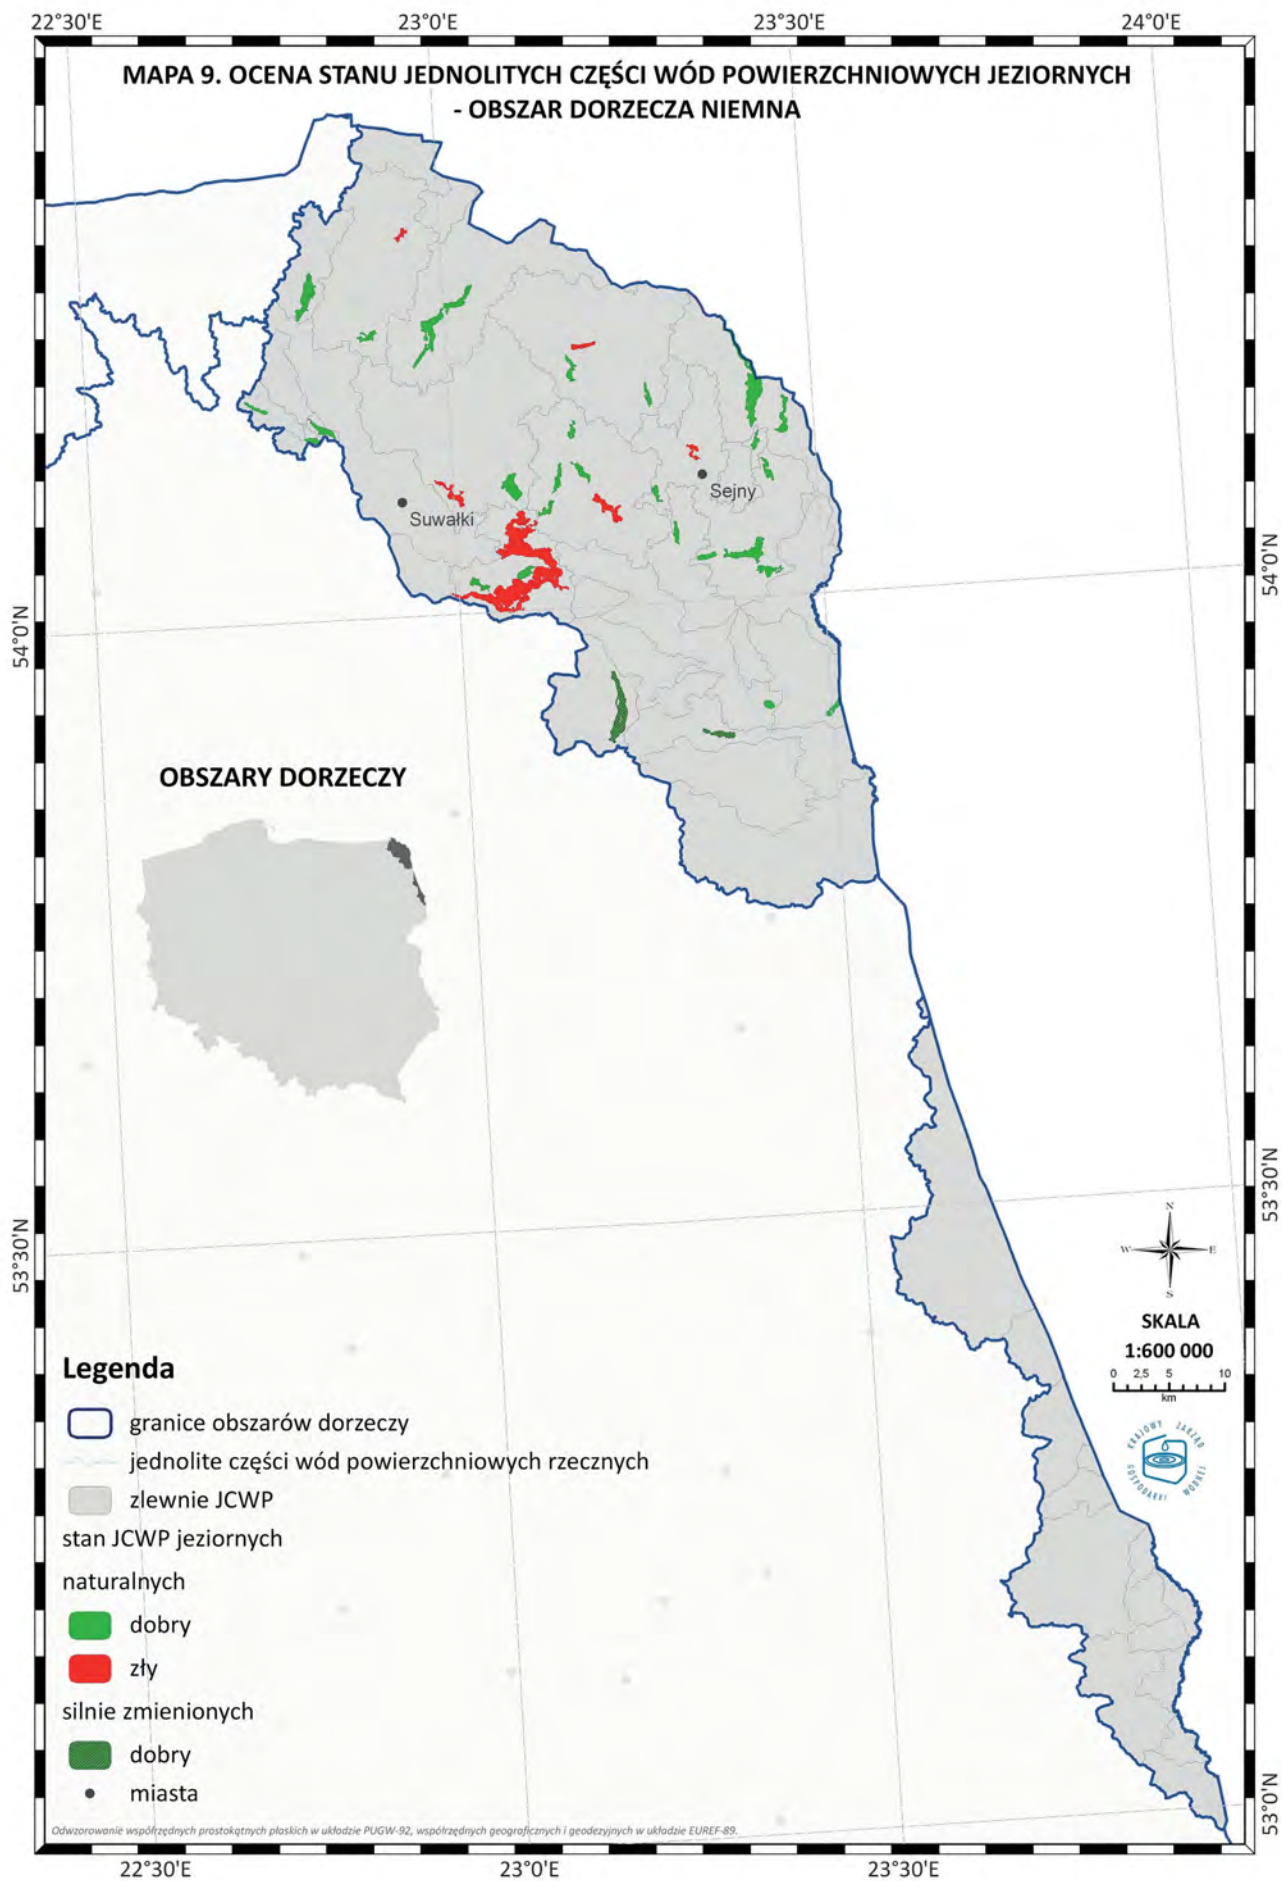 22°30'E 23°0'E 23°30'E 24°0'E
MAPA 9. OCENA STANU JEDNOLITYCH CZĘŚCI WÓD POWIERZCHNIOWYCH JEZIORNYCH
- OBSZAR DORZECZA NIEMNA
Sejny
Suwałki
54°0'N
54°0'N
OBSZARY DORZECZY
53°30'N
53°30'N
N
W E
S
SKALA
1:600 000
0 2,5 5 10
km
KRAJOWY ZARZĄD
GOSPODARKI WODNEJ
Legenda
granice obszarów dorzeczy
jednolite części wód powierzchniowych rzecznych
zlewnie JCWP
stan JCWP jeziornych
naturalnych
dobry
zły
silnie zmienionych
dobry
miasta
53°0'N
Odwzorowanie współrzędnych prostokątnych płaskich w układzie PUGW-92, współrzędnych geograficznych i geodezyjnych w układzie EUREF-89.
22°30'E 23°0'E 23°30'E